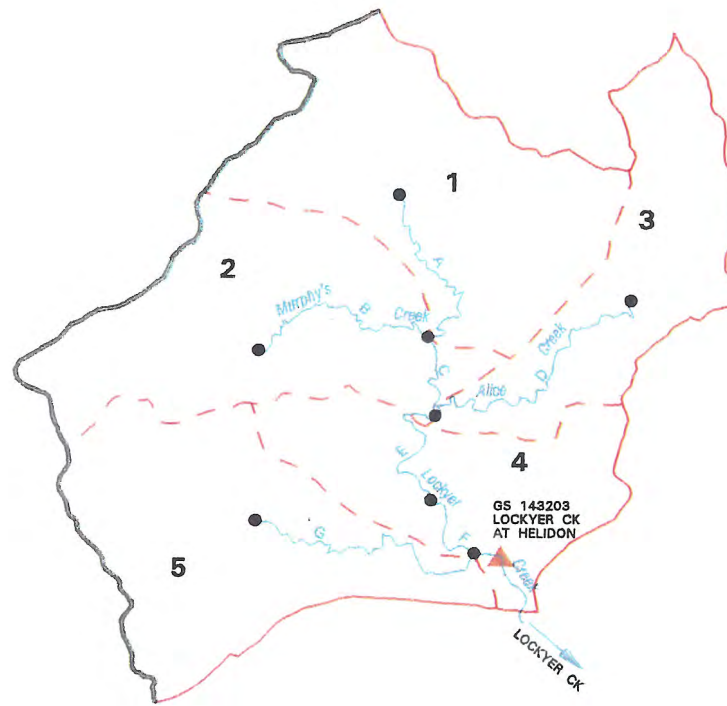 1
A
3
2
Murphy's B Creek
C
Alice D Creek
E
4
Lockyer
GS 143203
LOCKYER CK
AT HELIDON
G
F
Creek
5
LOCKYER CK